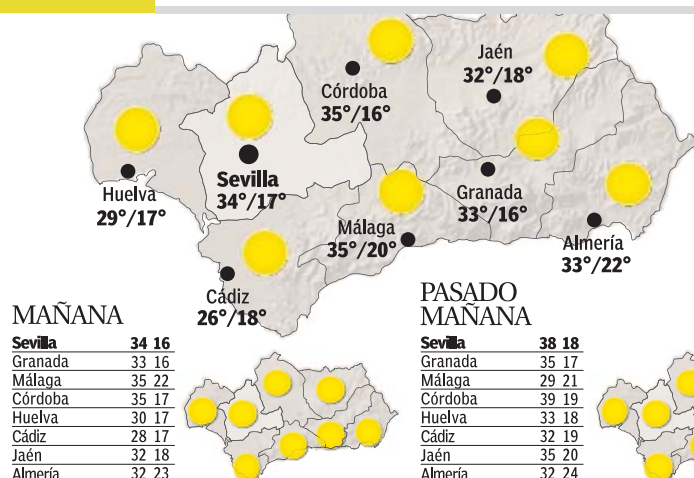 Jaén
32°/18°
Córdoba
35°/16°
Sevilla
34°/17°
Huelva
29°/17°
Granada
33°/16°
Málaga
35°/20°
Almería
33°/22°
Cádiz
26°/18°
MAÑANA
Sevilla 34 16
Granada 33 16
Málaga 35 22
Córdoba 35 17
Huelva 30 17
Cádiz 28 17
Jaén 32 18
Almería 32 23
PASADO
MAÑANA
Sevilla 38 18
Granada 35 17
Málaga 29 21
Córdoba 39 19
Huelva 33 18
Cádiz 32 19
Jaén 35 20
Almería 32 24